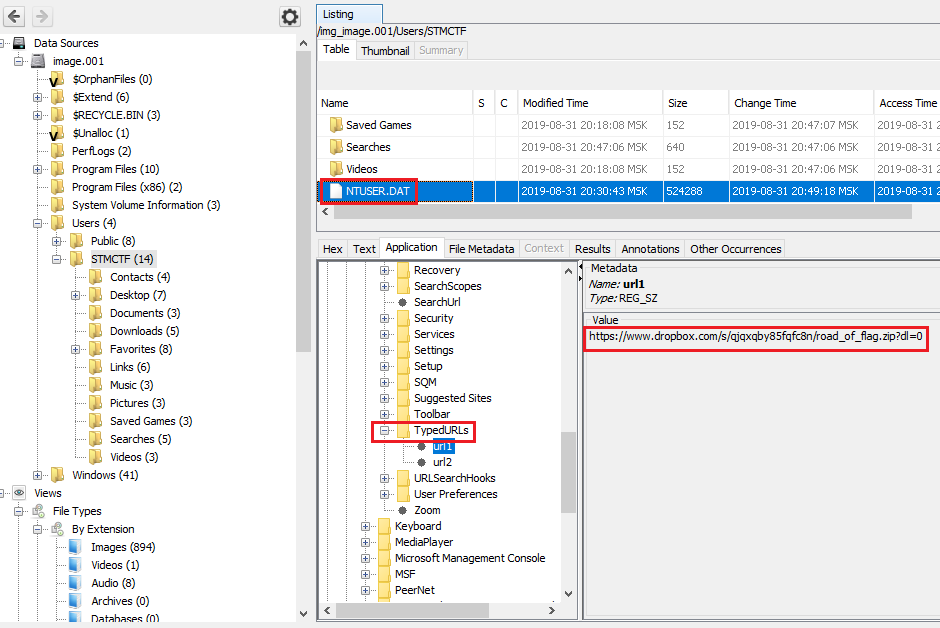 Data Sources
image.001
$OrphanFiles (0)
$Extend (6)
$RECYCLE.BIN (3)
$Unalloc (1)
PerfLogs (2)
Program Files (10)
Program Files (x86) (2)
System Volume Information (3)
Users (4)
Public (8)
STMCTF (14)
Contacts (4)
Desktop (7)
Documents (3)
Downloads (5)
Favorites (8)
Links (6)
Music (3)
Pictures (3)
Saved Games (3)
Searches (5)
Videos (3)
Windows (41)
Views
File Types
By Extension
Images (894)
Videos (1)
Audio (8)
Archives (0)
Databases (0)
Listing
/img_image.001/Users/STMCTF
Table Thumbnail Summary
Name S C Modified Time Size Change Time Access Time
Saved Games 2019-08-31 20:18:08 MSK 152 2019-08-31 20:47:07 MSK 2019-08-31 20
Searches 2019-08-31 20:47:06 MSK 640 2019-08-31 20:47:06 MSK 2019-08-31 20
Videos 2019-08-31 20:18:08 MSK 152 2019-08-31 20:47:07 MSK 2019-08-31 20
NTUSER.DAT 2019-08-31 20:30:43 MSK 524288 2019-08-31 20:49:18 MSK 2019-08-31 20
Hex Text Application File Metadata Context Results Annotations Other Occurrences
Recovery
SearchScopes
SearchUrl
Security
Services
Settings
Setup
SQM
Suggested Sites
Toolbar
TypedURLs
url1
url2
URLSearchHooks
User Preferences
Zoom
Keyboard
MediaPlayer
Microsoft Management Console
MSF
PeerNet
Metadata
Name: url1
Type: REG_SZ
Value
https://www.dropbox.com/s/qjqxqby85fqfc8n/road_of_flag.zip?dl=0